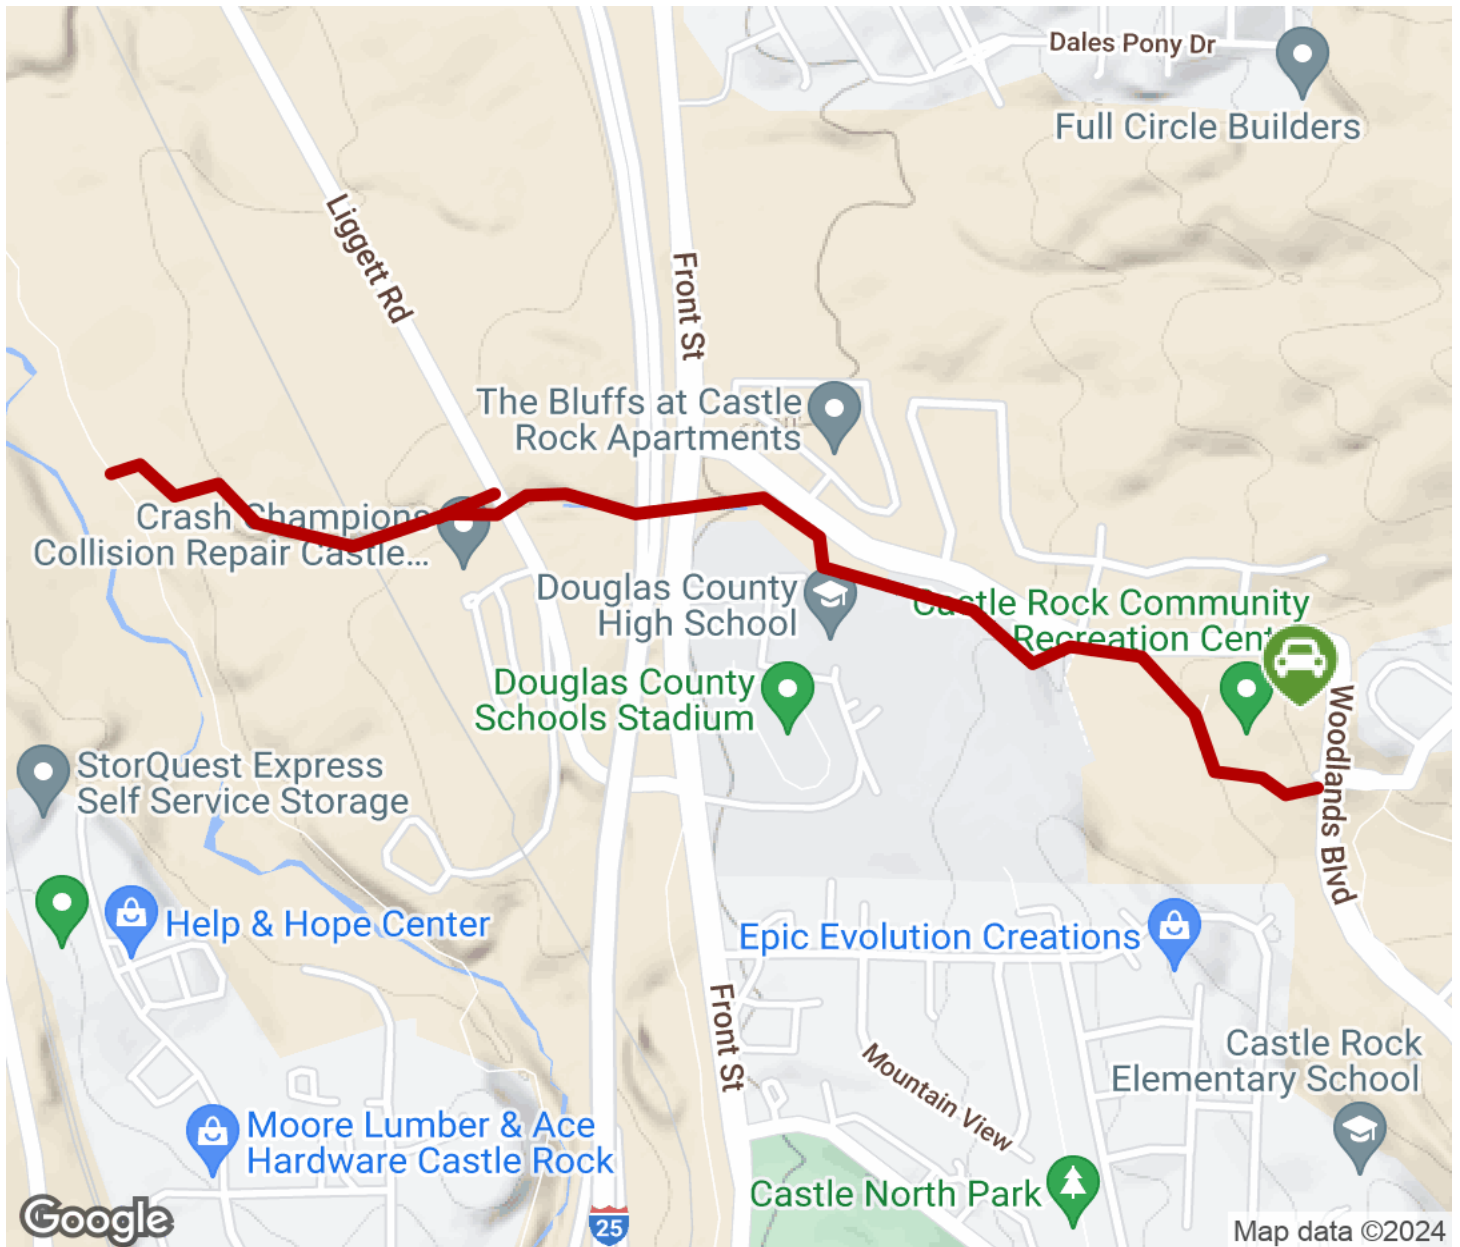 Dales Pony Dr
Full Circle Builders
Liggett Rd
Front St
The Bluffs at Castle
Rock Apartments
Crash Champions
Collision Repair Castle...
Douglas County
High School
Castle Rock Community
Recreation Cent
Douglas County
Schools Stadium
Woodlands Blvd
StorQuest Express
Self Service Storage
Help & Hope Center
Epic Evolution Creations
Front St
Mountain View
Castle Rock
Elementary School
Moore Lumber & Ace
Hardware Castle Rock
Castle North Park
Google
25
Map data ©2024